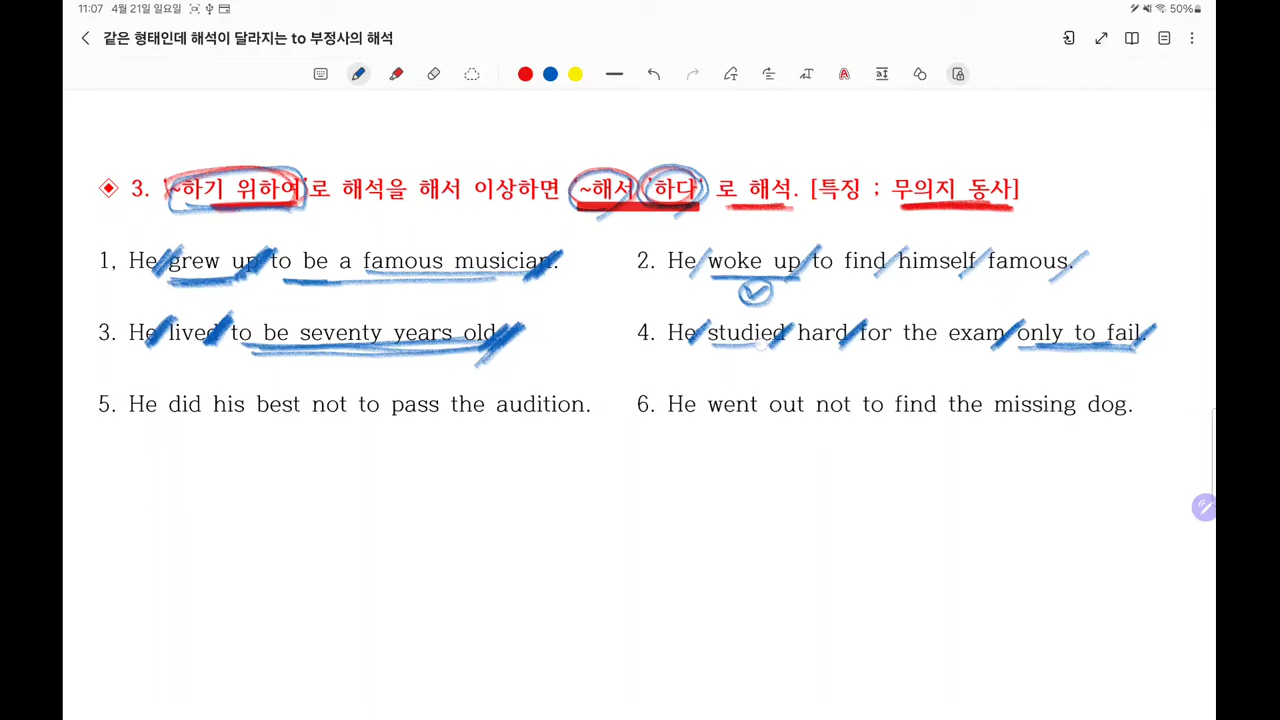 11:07 4월 21일 일요일 50%
같은 형태인데 해석이 달라지는 to 부정사의 해석
◈ 3. '~하기 위하여'로 해석을 해서 이상하면 '~해서' '하다' 로 해석. [특징 ; 무의지 동사]
1, He grew up to be a famous musician. 2. He woke up to find himself famous.
3. He lived to be seventy years old. 4. He studied hard for the exam only to fail.
5. He did his best not to pass the audition. 6. He went out not to find the missing dog.